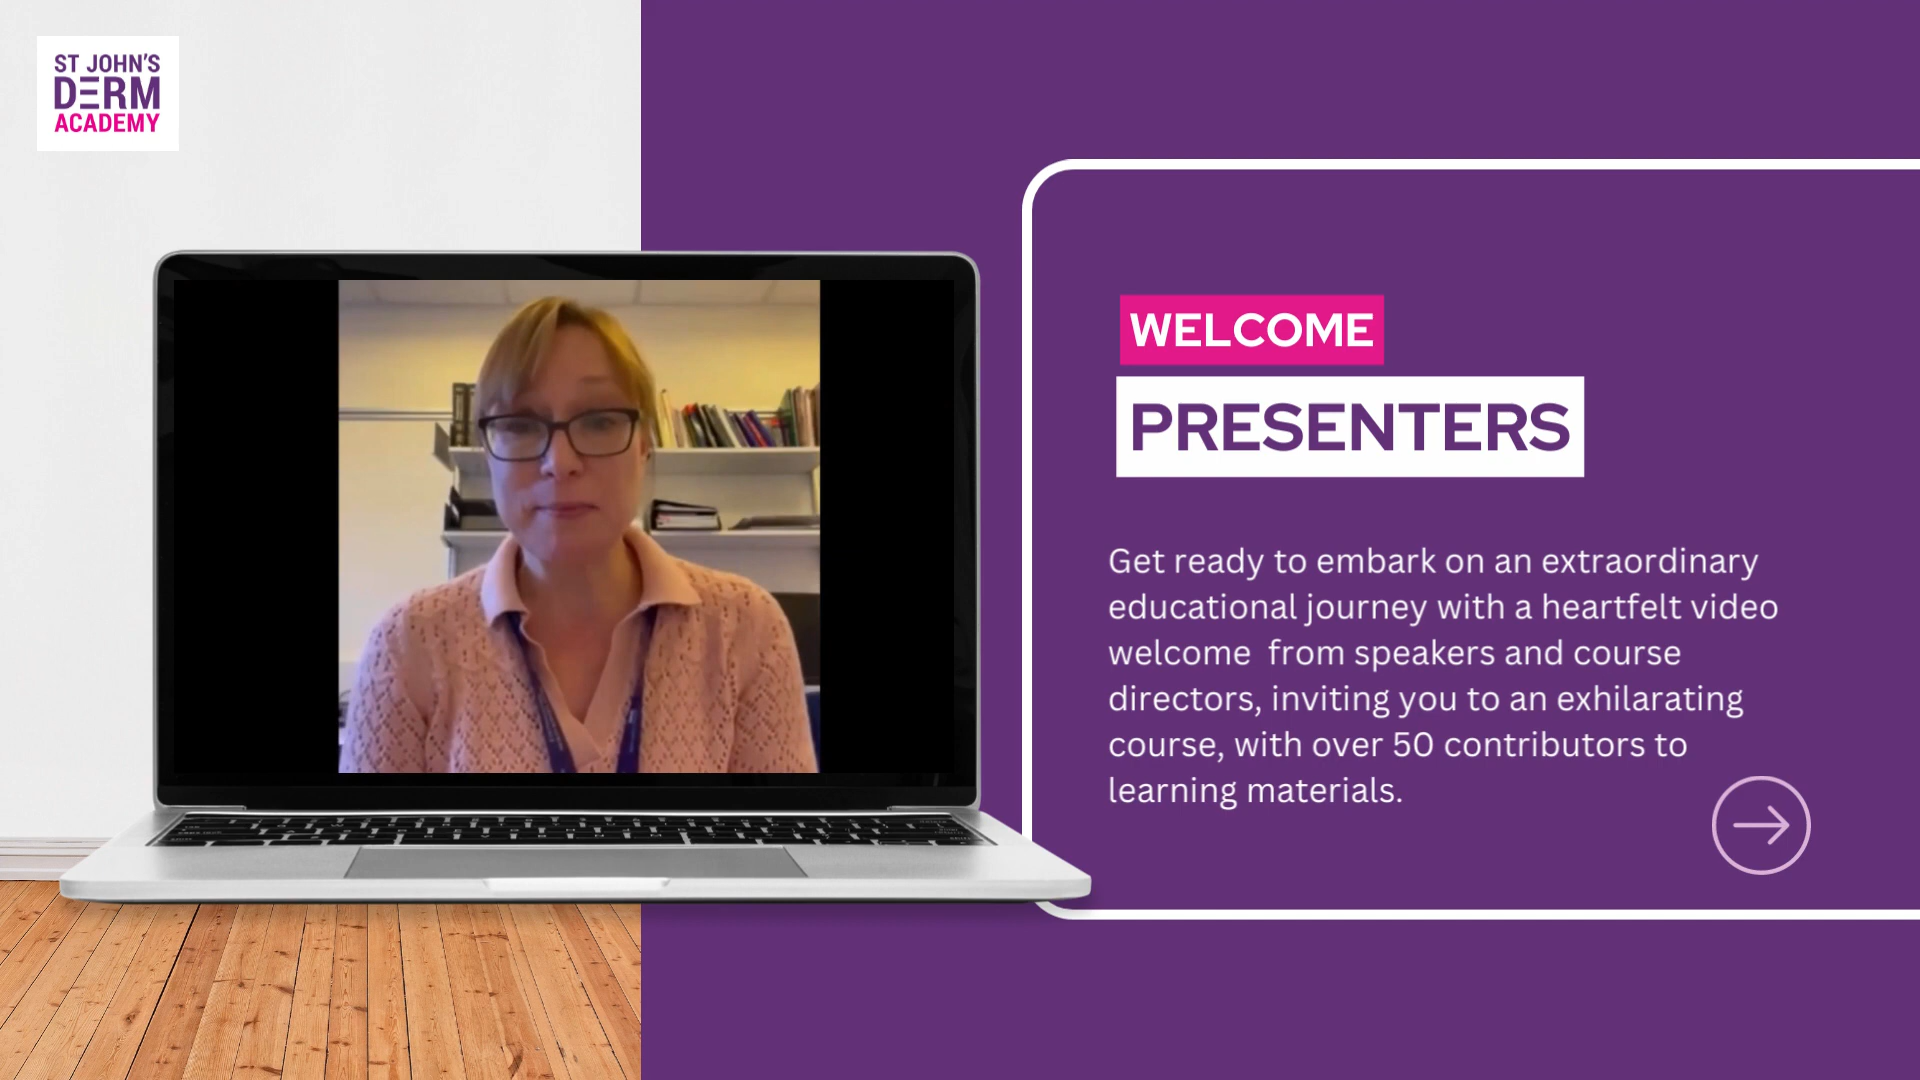 ST JOHN'S
DERM
ACADEMY
WELCOME
PRESENTERS
Get ready to embark on an extraordinary
educational journey with a heartfelt video
welcome from speakers and course
directors, inviting you to an exhilarating
course, with over 50 contributors to
learning materials.